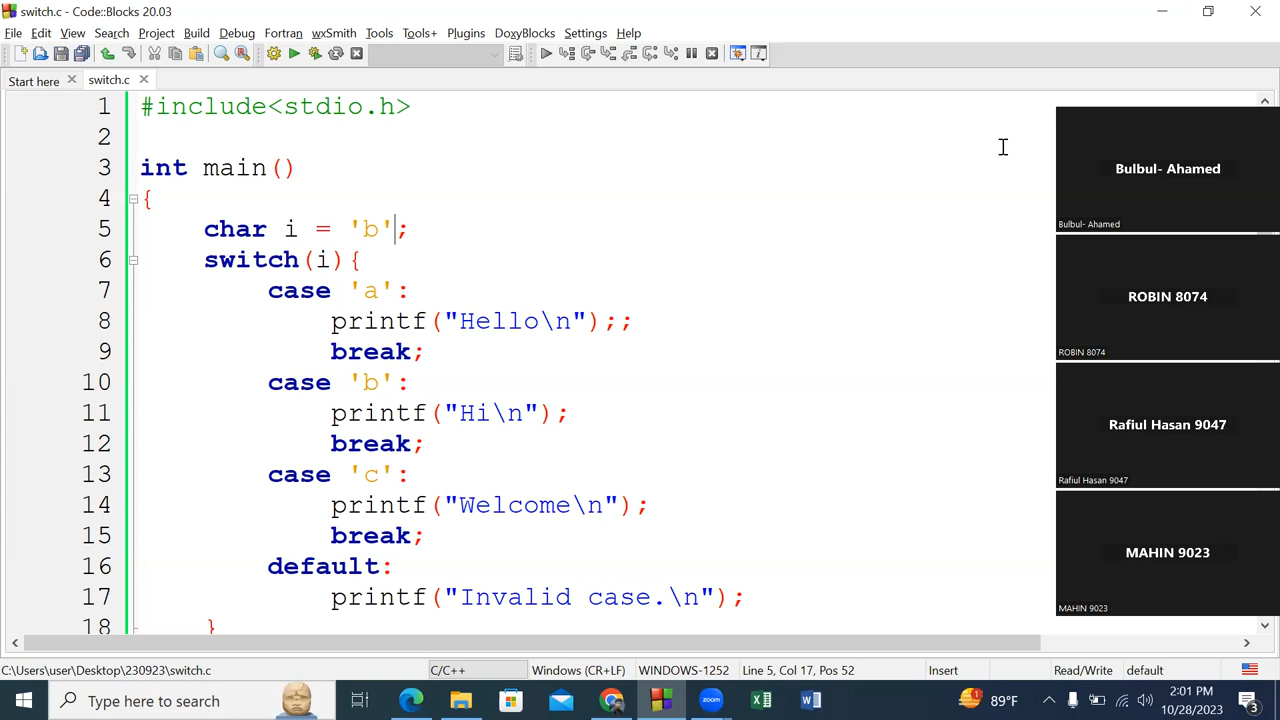 switch.c - Code::Blocks 20.03
File Edit View Search Project Build Debug Fortran wxSmith Tools Tools+ Plugins DoxyBlocks Settings Help
Start here switch.c
1 #include<stdio.h>
2
3 int main()
4 {
5 char i = 'b';
6 switch(i){
7 case 'a':
8 printf("Hello\n");;
9 break;
10 case 'b':
11 printf("Hi\n");
12 break;
13 case 'c':
14 printf("Welcome\n");
15 break;
16 default:
17 printf("Invalid case.\n");
18 }
Bulbul- Ahamed
Bulbul- Ahamed
ROBIN 8074
ROBIN 8074
Rafiul Hasan 9047
Rafiul Hasan 9047
MAHIN 9023
MAHIN 9023
C:\Users\user\Desktop\230923\switch.c C/C++ Windows (CR+LF) WINDOWS-1252 Line 5, Col 17, Pos 52 Insert Read/Write default
Type here to search
zoom
1
89°F
2:01 PM
10/28/2023
3